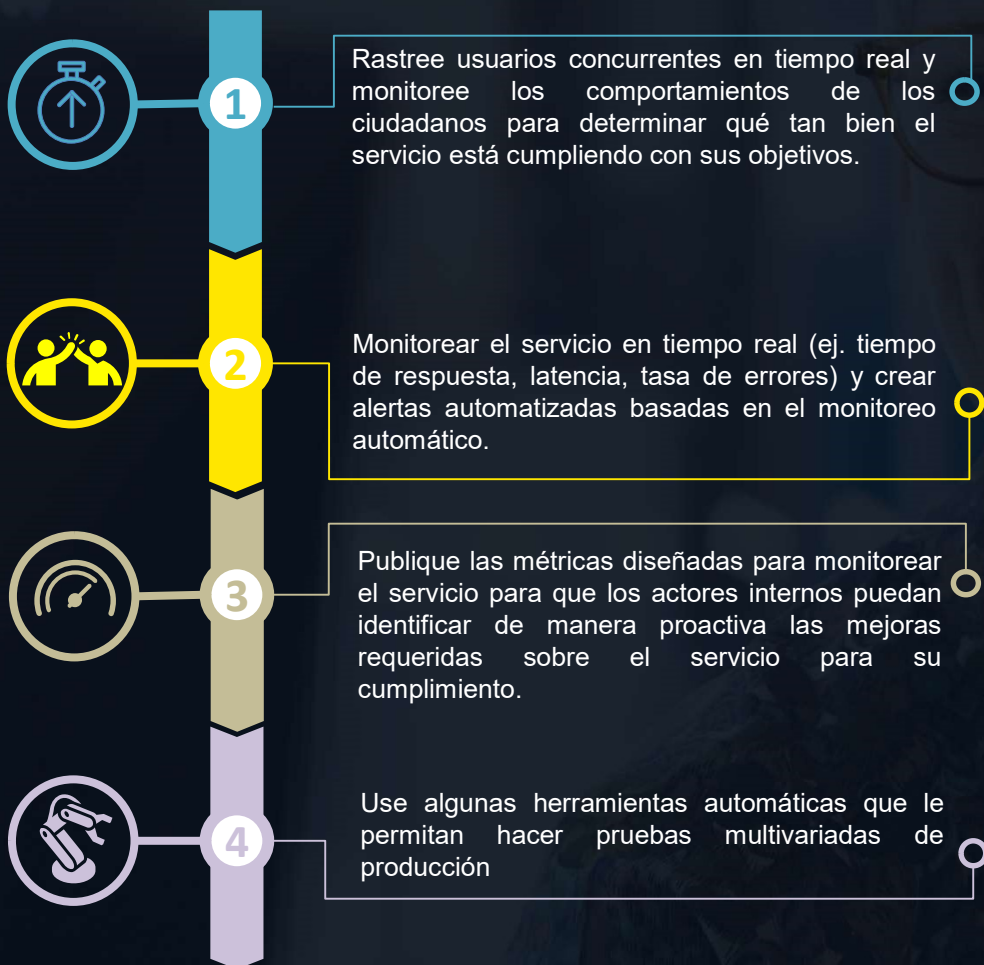 1
Rastree usuarios concurrentes en tiempo real y
monitoree los comportamientos de los
ciudadanos para determinar qué tan bien el
servicio está cumpliendo con sus objetivos.
2
Monitorear el servicio en tiempo real (ej. tiempo
de respuesta, latencia, tasa de errores) y crear
alertas automatizadas basadas en el monitoreo
automático.
3
Publique las métricas diseñadas para monitorear
el servicio para que los actores internos puedan
identificar de manera proactiva las mejoras
requeridas sobre el servicio para su
cumplimiento.
4
Use algunas herramientas automáticas que le
permitan hacer pruebas multivariadas de
producción